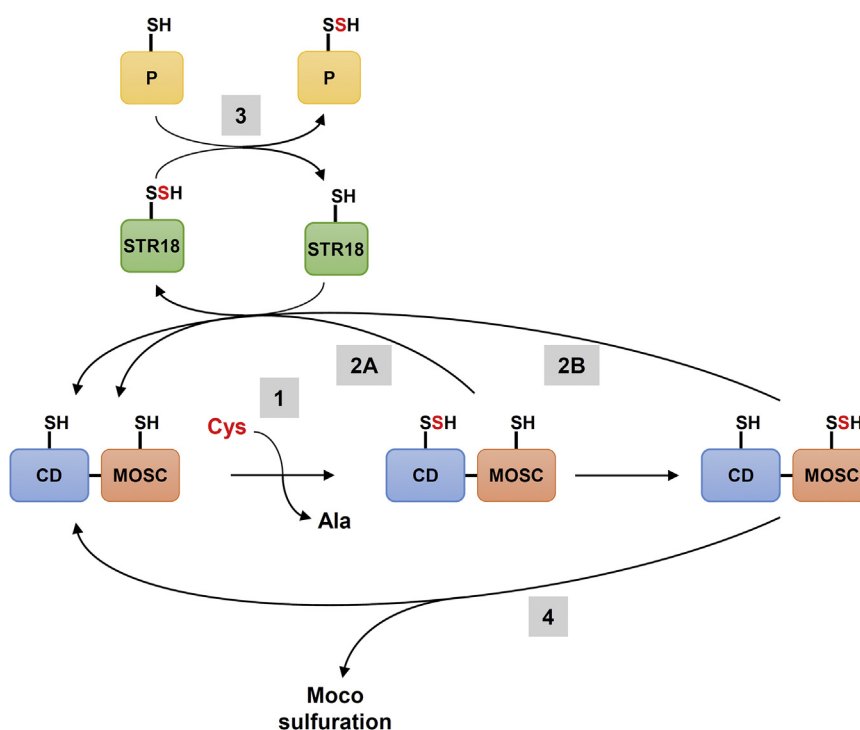 SH
SSH
P
P
3
SSH
SH
STR18
STR18
2A
2B
1
SH
SH
Cys
SSH
SH
SH
SSH
CD
MOSC
CD
MOSC
CD
MOSC
Ala
4
Moco
sulfuration